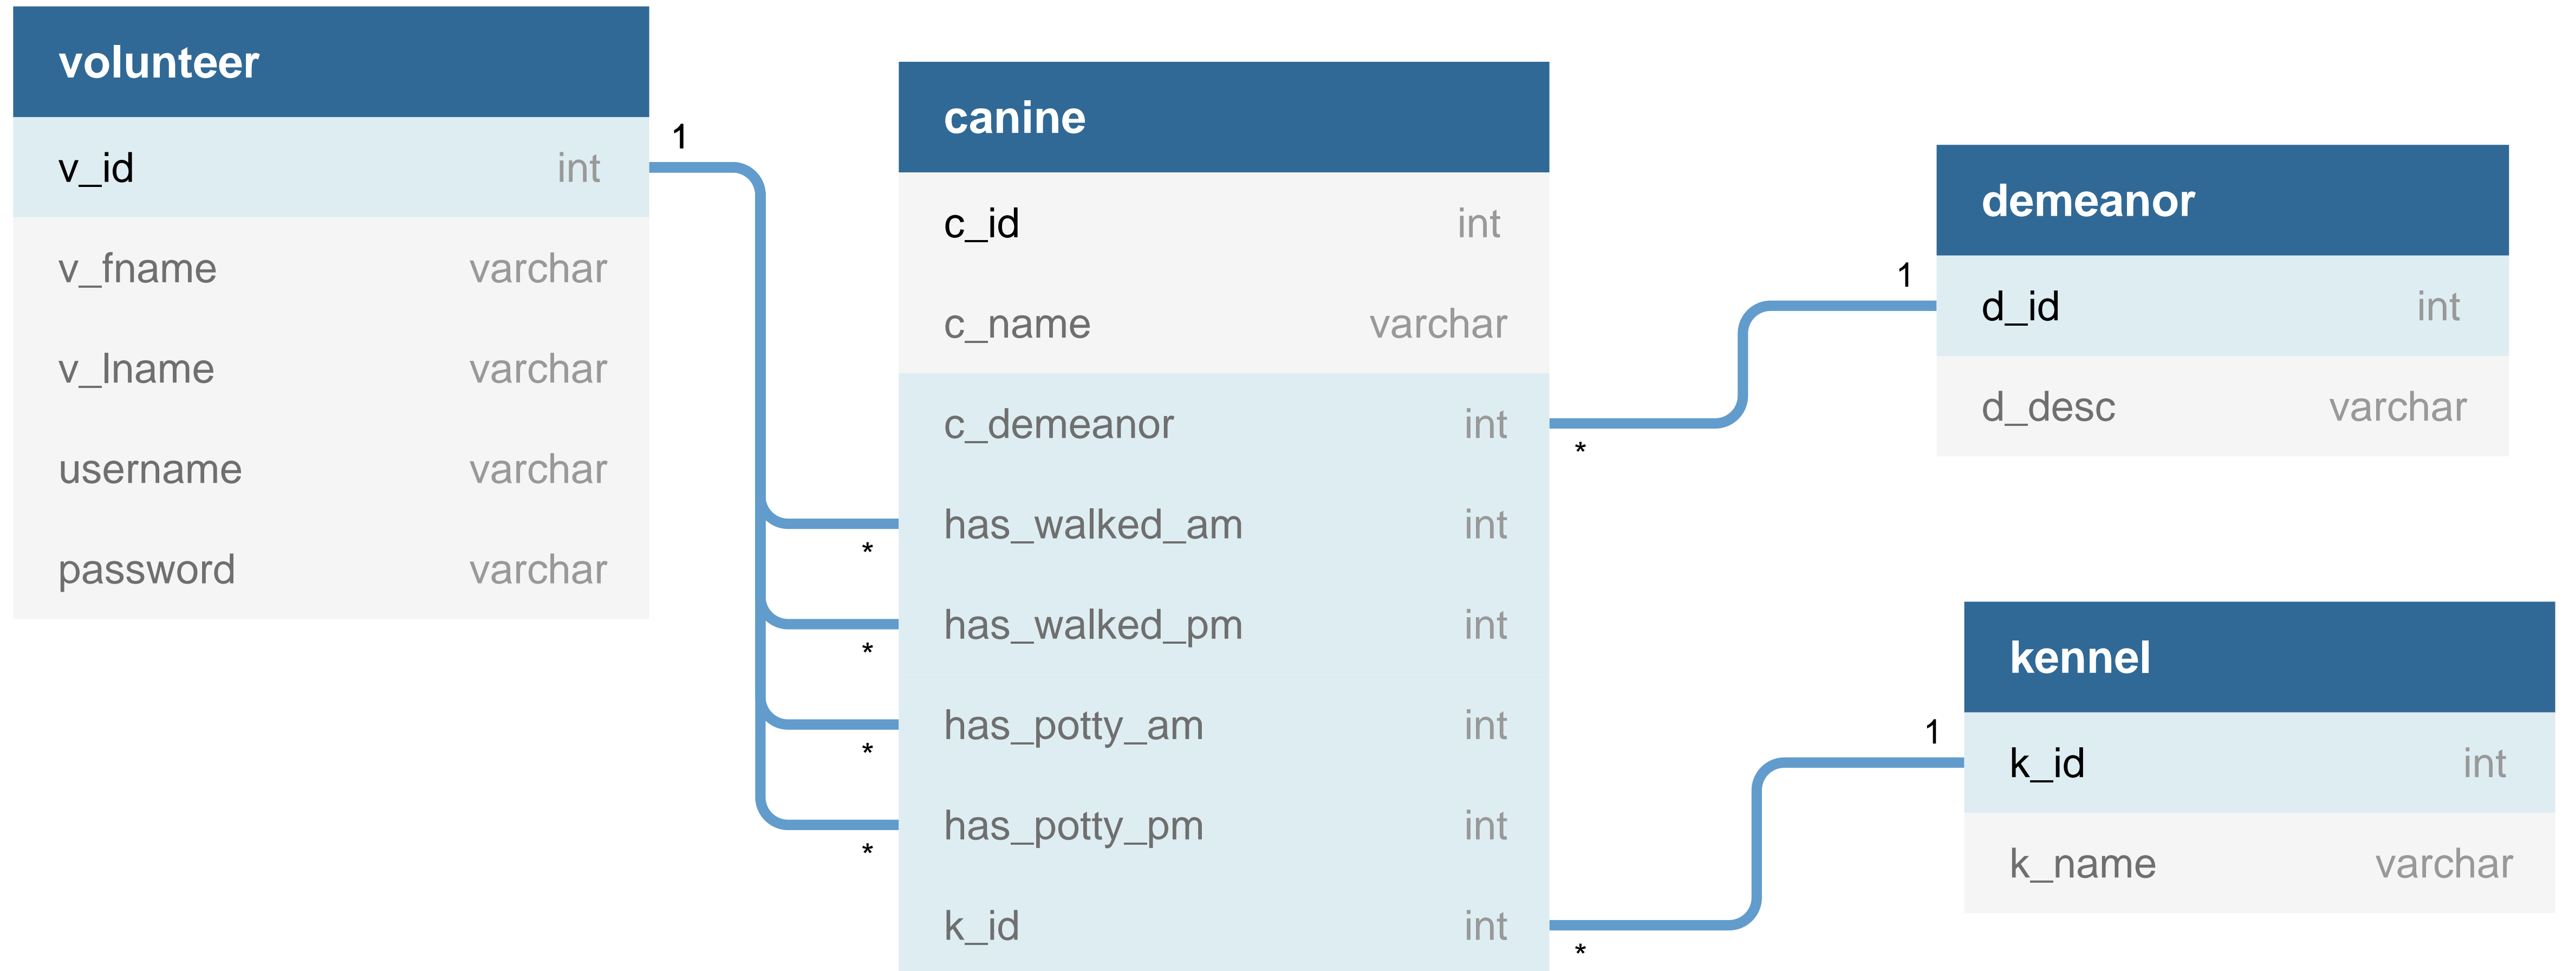 volunteer
v_id int
v_fname varchar
v_lname varchar
username varchar
password varchar
1
*
*
*
*
canine
c_id int
c_name varchar
c_demeanor int
has_walked_am int
has_walked_pm int
has_potty_am int
has_potty_pm int
k_id int
*
1
*
1
demeanor
d_id int
d_desc varchar
kennel
k_id int
k_name varchar